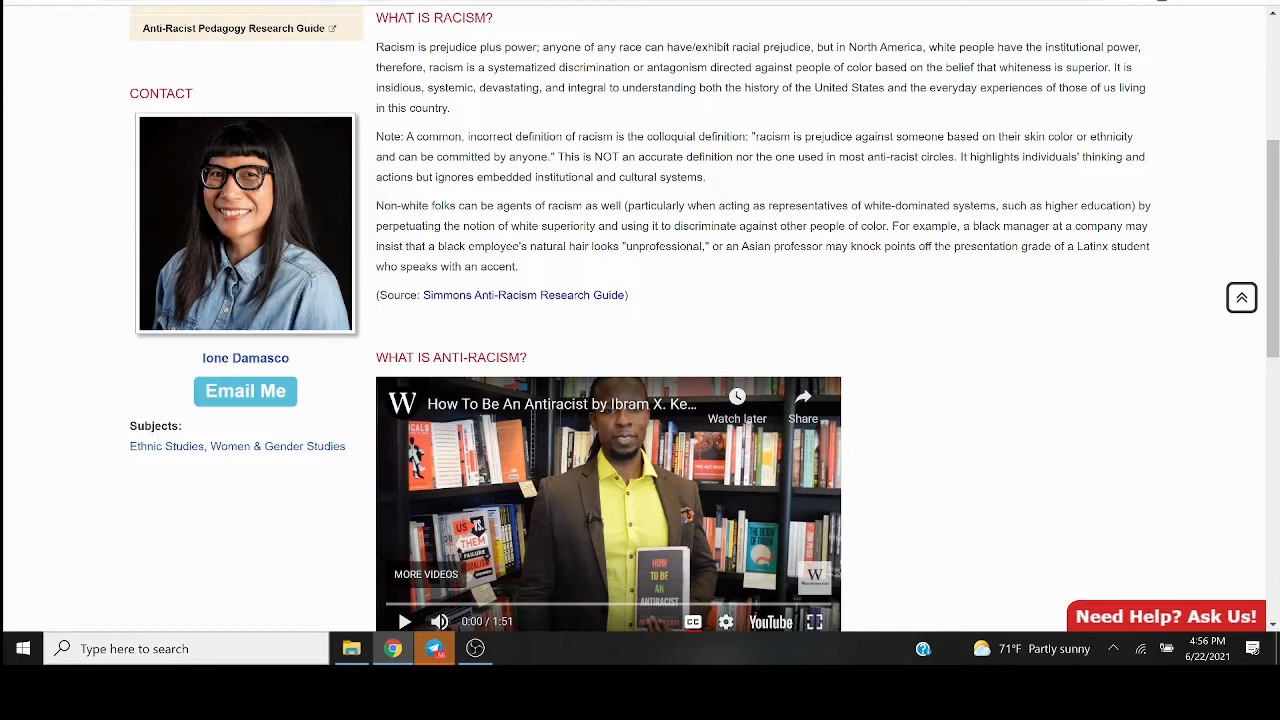 Anti-Racist Pedagogy Research Guide
CONTACT
Ione Damasco
Email Me
Subjects:
Ethnic Studies, Women & Gender Studies
WHAT IS RACISM?
Racism is prejudice plus power; anyone of any race can have/exhibit racial prejudice, but in North America, white people have the institutional power,
therefore, racism is a systematized discrimination or antagonism directed against people of color based on the belief that whiteness is superior. It is
insidious, systemic, devastating, and integral to understanding both the history of the United States and the everyday experiences of those of us living
in this country.
Note: A common, incorrect definition of racism is the colloquial definition: "racism is prejudice against someone based on their skin color or ethnicity
and can be committed by anyone." This is NOT an accurate definition nor the one used in most anti-racist circles. It highlights individuals' thinking and
actions but ignores embedded institutional and cultural systems.
Non-white folks can be agents of racism as well (particularly when acting as representatives of white-dominated systems, such as higher education) by
perpetuating the notion of white superiority and using it to discriminate against other people of color. For example, a black manager at a company may
insist that a black employee's natural hair looks "unprofessional," or an Asian professor may knock points off the presentation grade of a Latinx student
who speaks with an accent.
(Source: Simmons Anti-Racism Research Guide)
WHAT IS ANTI-RACISM?
W
How To Be An Antiracist by Ibram X. Ke...
Watch later
Share
US VS.
THEM
FAILURE
THE DEATH
HOW
TO BE
AN
ANTIRACIST
W
MORE VIDEOS
0:00 / 1:51
CC
YouTube
Need Help? Ask Us!
Type here to search
66
71°F Partly sunny
4:56 PM
6/22/2021